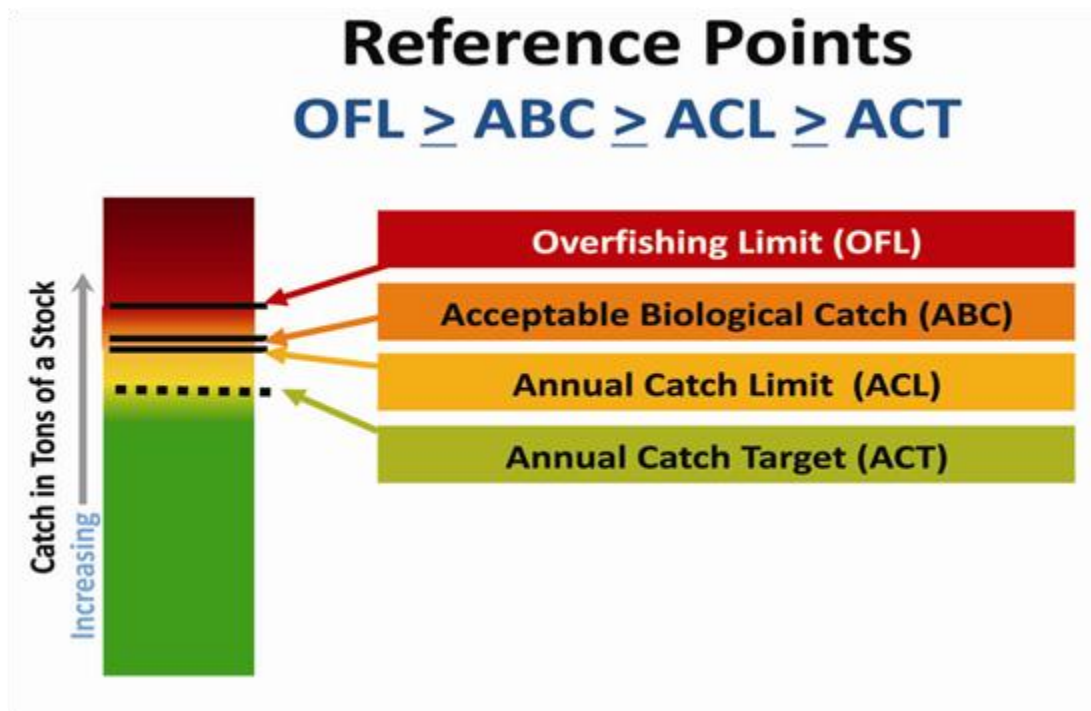 Reference Points
OFL ≥ ABC ≥ ACL ≥ ACT
Overfishing Limit (OFL)
Acceptable Biological Catch (ABC)
Annual Catch Limit (ACL)
Annual Catch Target (ACT)
Catch in Tons of a Stock
Increasing